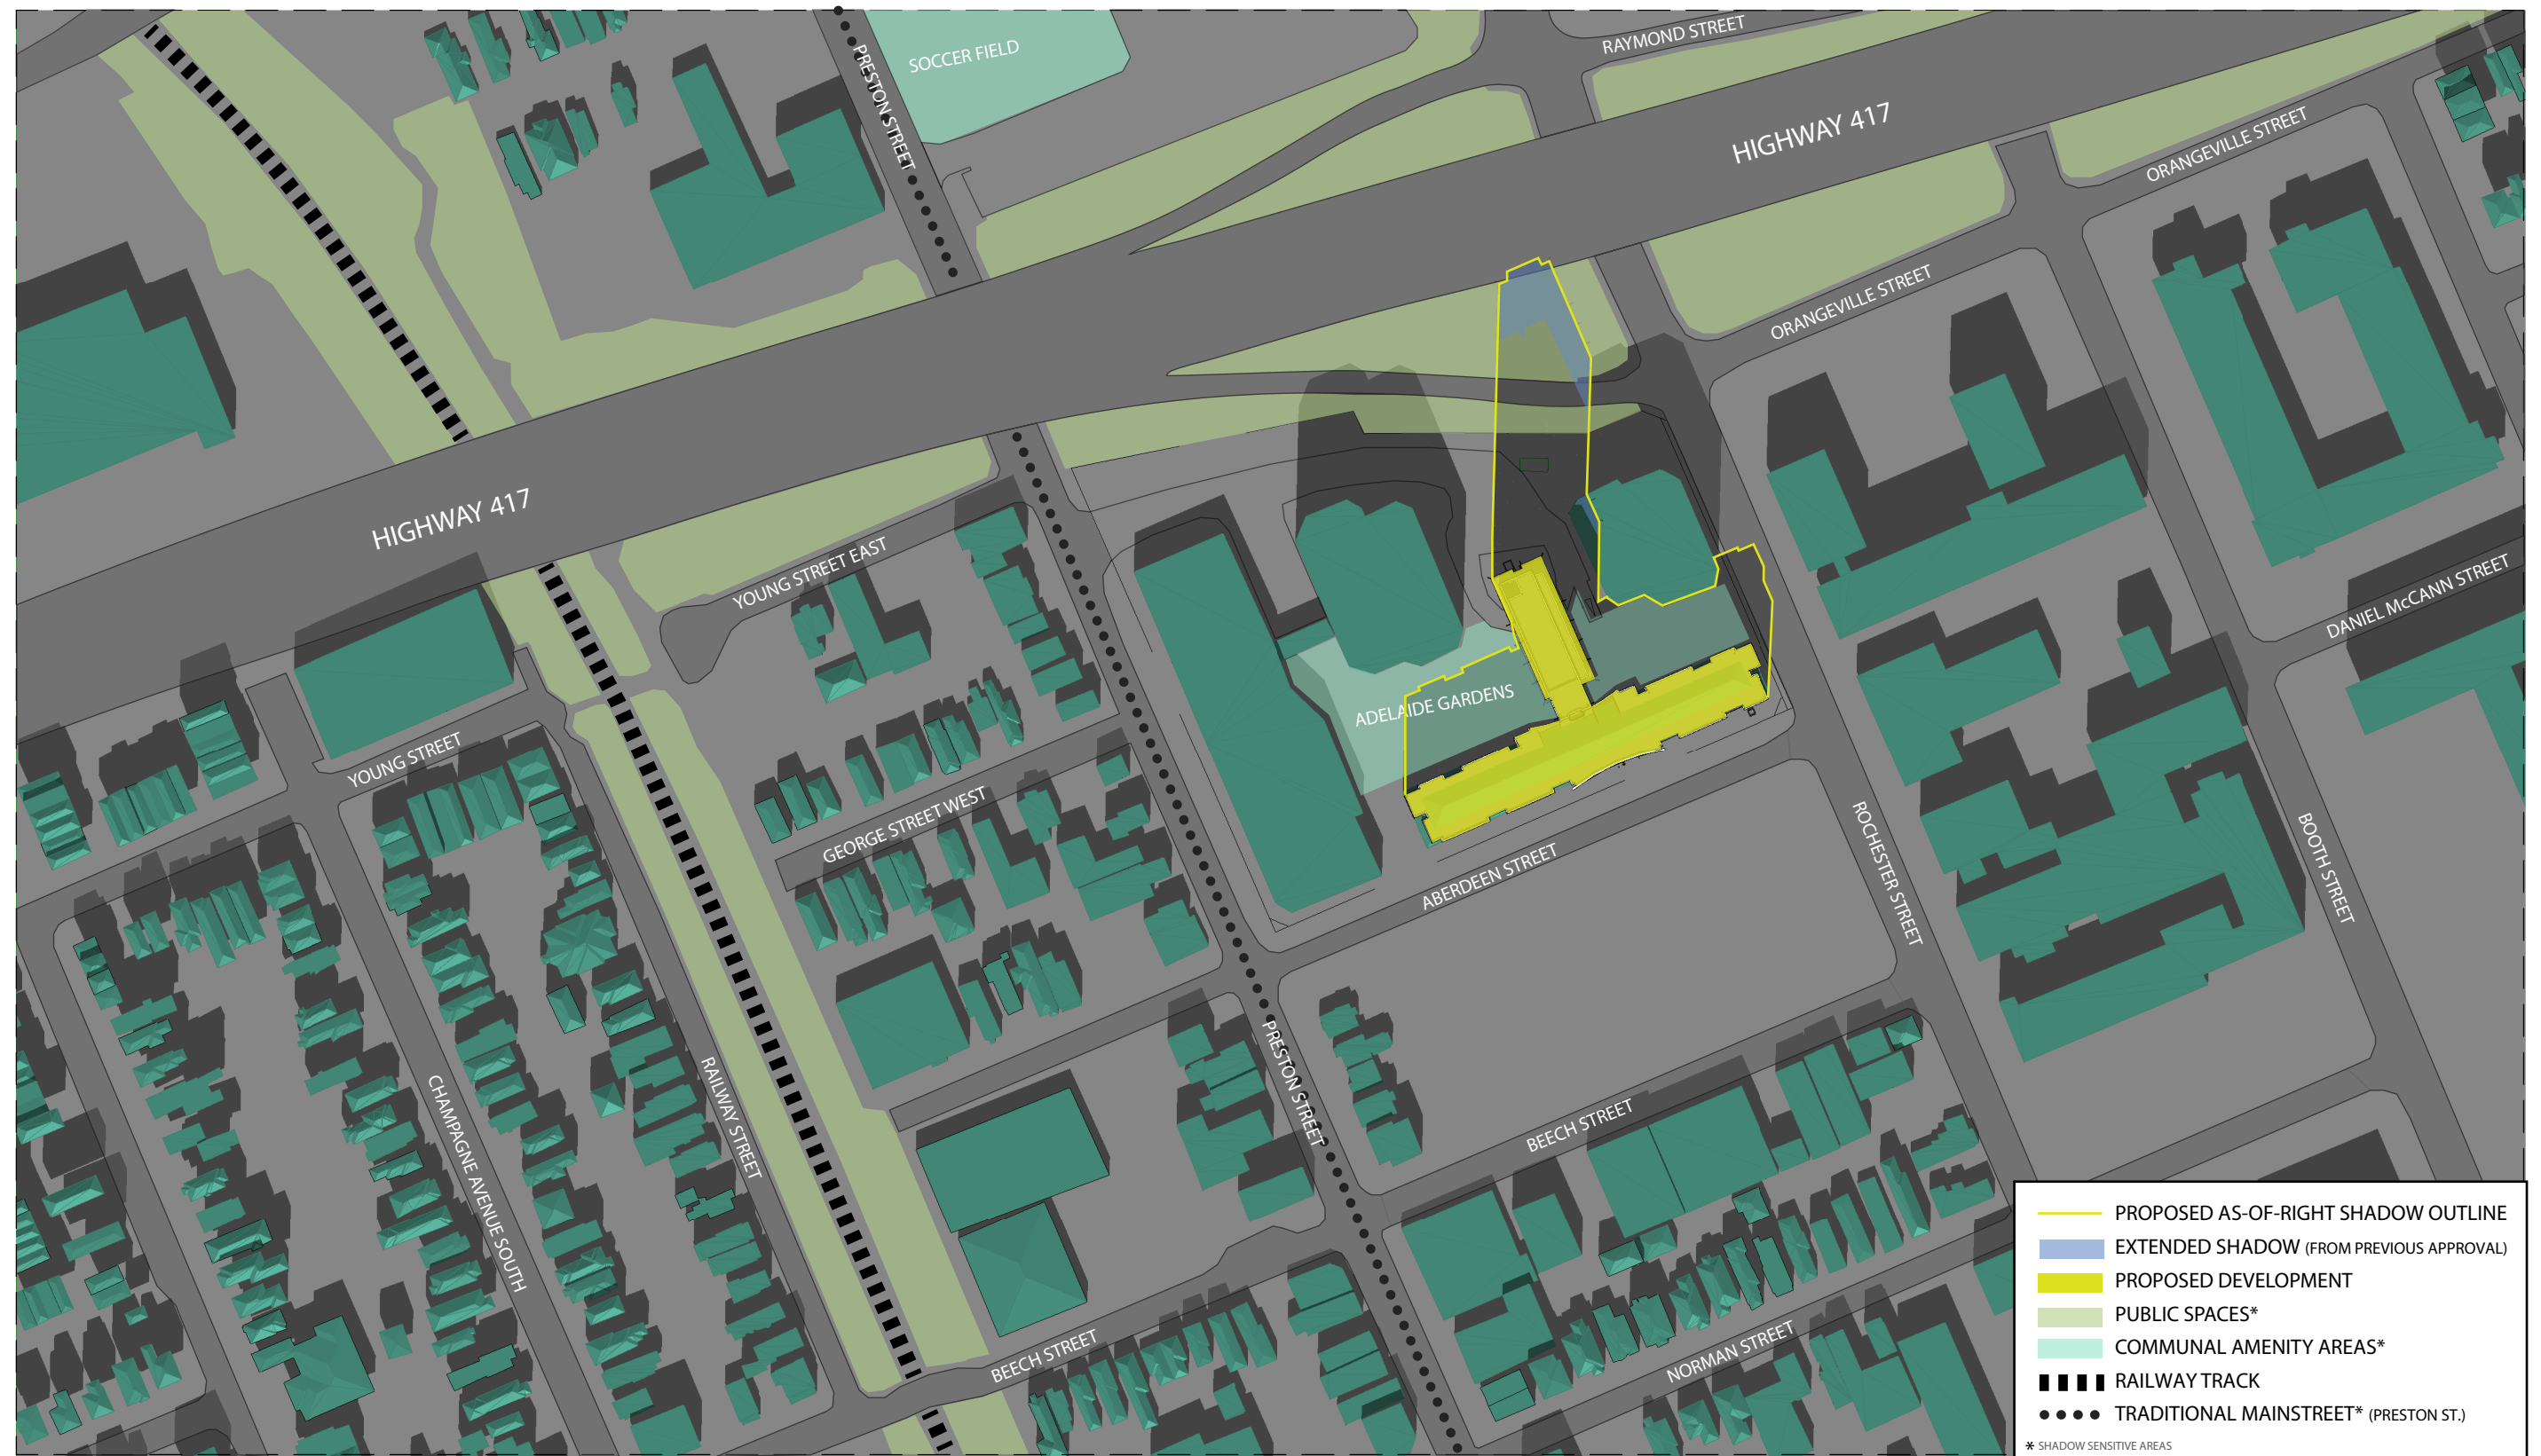 RAYMOND STREET
SOCCER FIELD
PRESTON STREET
HIGHWAY 417
ORANGEVILLE STREET
ORANGEVILLE STREET
HIGHWAY 417
YOUNG STREET EAST
DANIEL McCANN STREET
ADELAIDE GARDENS
YOUNG STREET
GEORGE STREET WEST
ABERDEEN STREET
ROCHESTER STREET
BOOTH STREET
PRESTON STREET
RAILWAY STREET
CHAMPAGNE AVENUE SOUTH
BEECH STREET
BEECH STREET
NORMAN STREET
PROPOSED AS-OF-RIGHT SHADOW OUTLINE
EXTENDED SHADOW (FROM PREVIOUS APPROVAL)
PROPOSED DEVELOPMENT
PUBLIC SPACES*
COMMUNAL AMENITY AREAS*
RAILWAY TRACK
TRADITIONAL MAINSTREET* (PRESTON ST.)
* SHADOW SENSITIVE AREAS